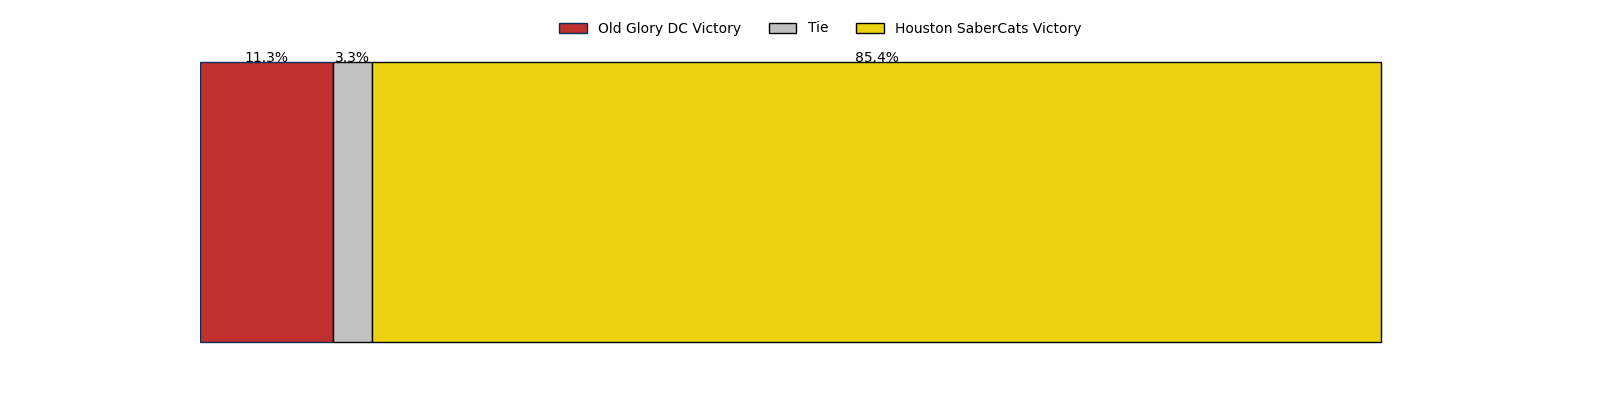 Old Glory DC Victory Tie Houston SaberCats Victory
11.3% 3.3% 85.4%